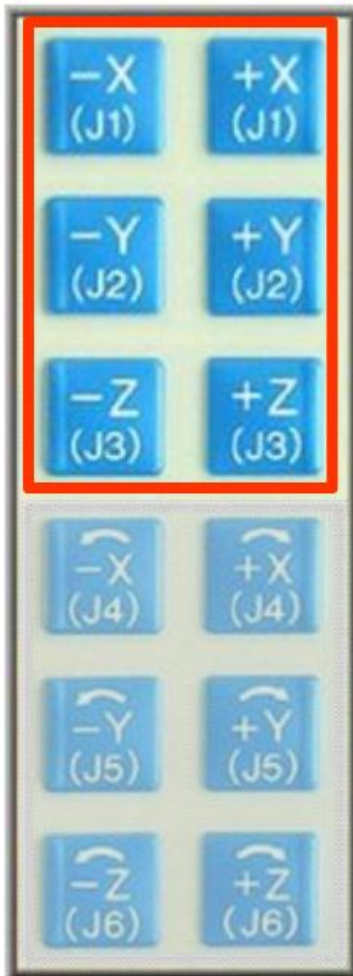 -X +X
(J1) (J1)
-Y +Y
(J2) (J2)
-Z +Z
(J3) (J3)
-X +X
(J4) (J4)
-Y +Y
(J5) (J5)
-Z +Z
(J6) (J6)